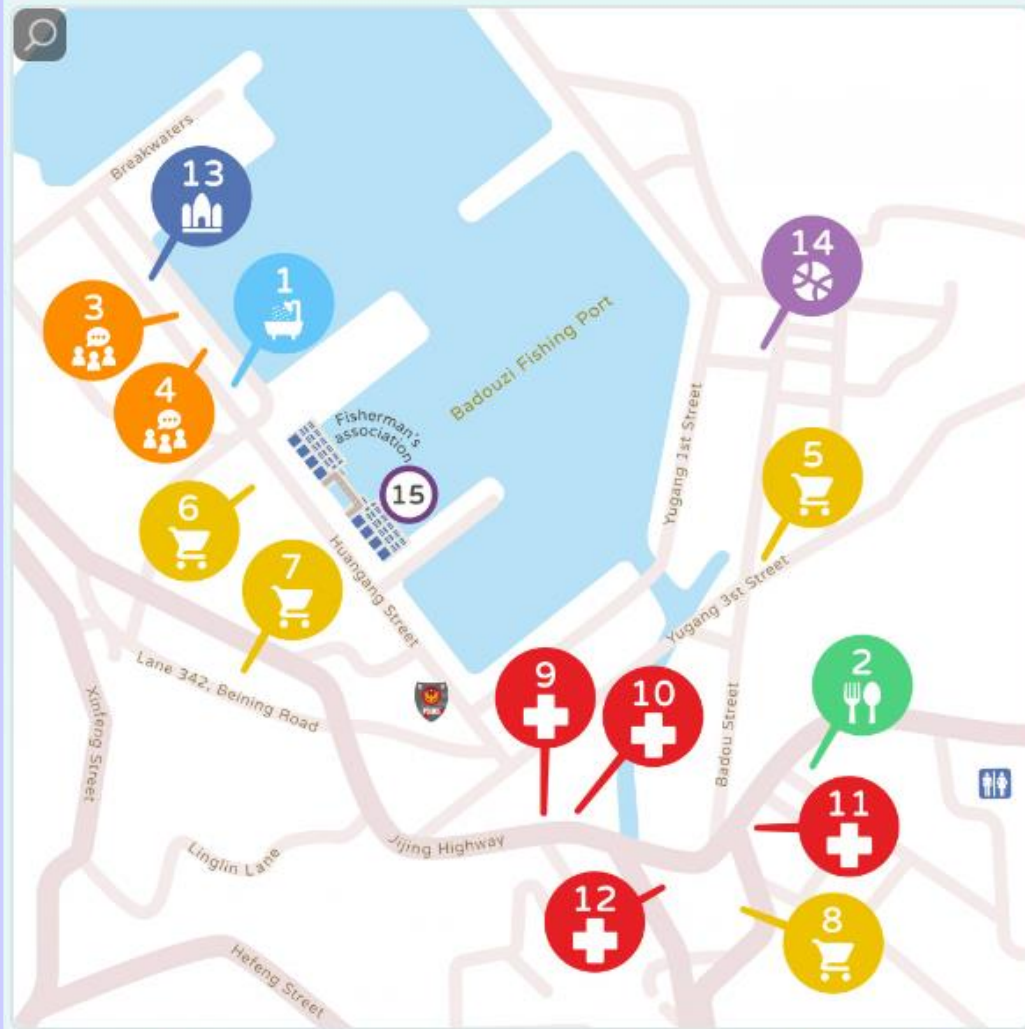 Breakwaters
13
14
1
3
4
Badouzi Fishing Port
Fisherman's
association
15
Yugang 1st Street
5
6
7
Huangang Street
Yugang 3st Street
Lane 342, Beining Road
Xinfeng Street
9
10
2
Badou Street
11
Jijing Highway
Linglin Lane
12
8
Hefeng Street